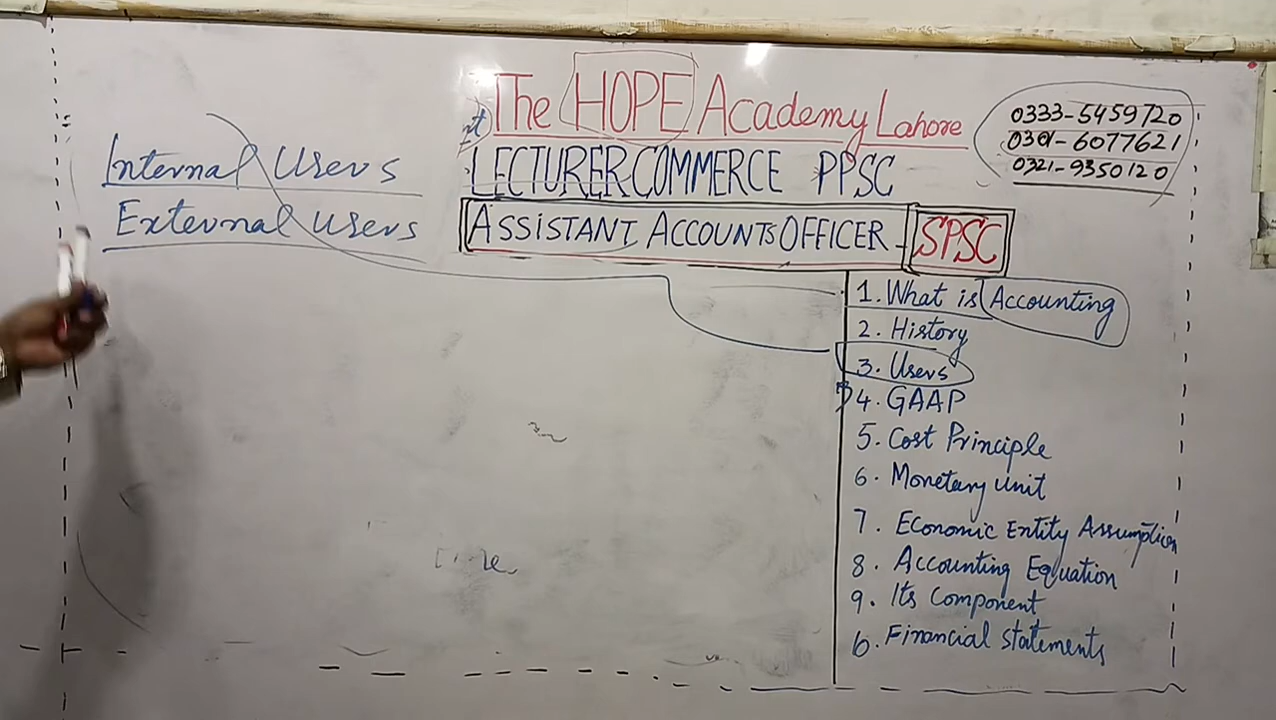 The HOPE Academy Lahore
LECTURER COMMERCE PPSC
ASSISTANT ACCOUNTS OFFICER - SPSC
0333-5459720
0301-6077621
0321-9350120
Internal Users
External Users
1. What is Accounting
2. History
3. Users
4. GAAP
5. Cost Principle
6. Monetary unit
7. Economic Entity Assumption
8. Accounting Equation
9. Its Component
10. Financial statements